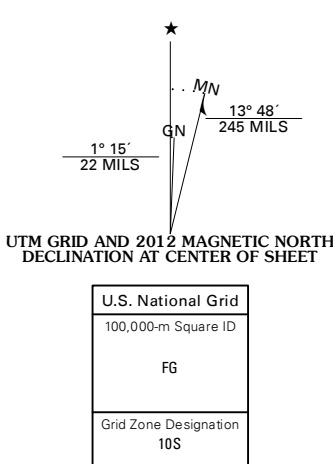 ★
MN
13° 48´
245 MILS
GN
1° 15´
22 MILS
UTM GRID AND 2012 MAGNETIC NORTH
DECLINATION AT CENTER OF SHEET
U.S. National Grid
100,000-m Square ID
FG
Grid Zone Designation
10S